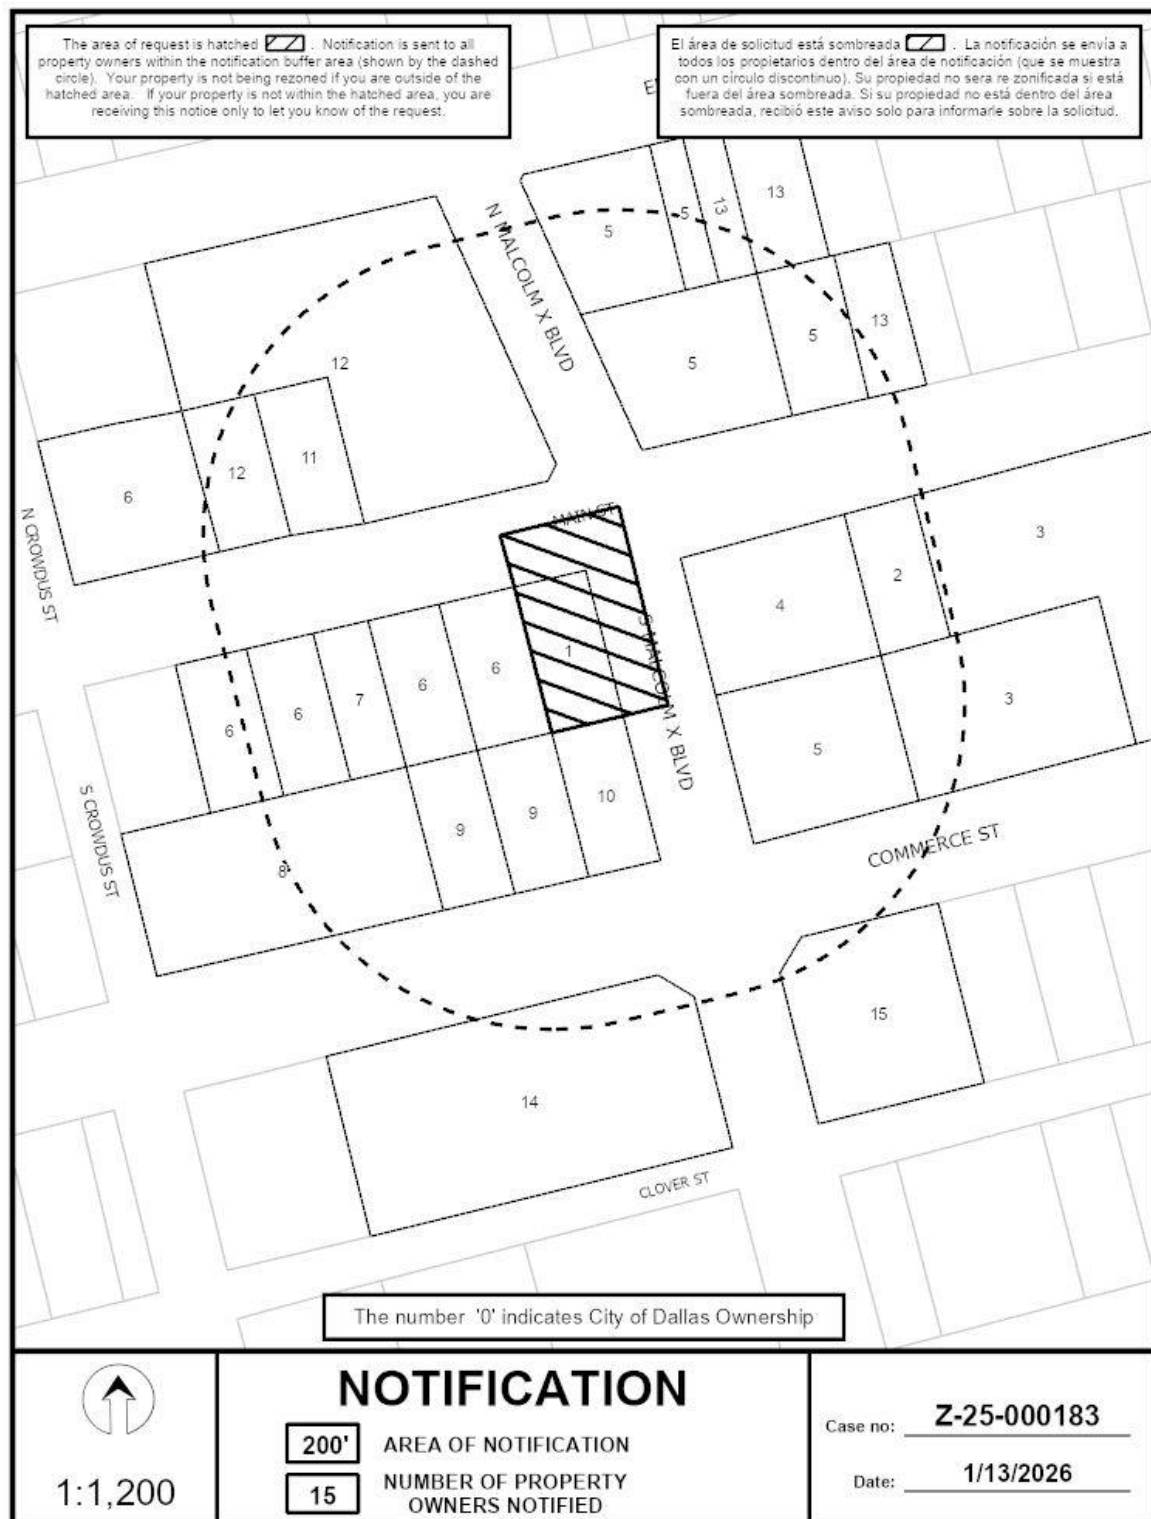 The area of request is hatched . Notification is sent to all
property owners within the notification buffer area (shown by the dashed
circle). Your property is not being rezoned if you are outside of the
hatched area. If your property is not within the hatched area, you are
receiving this notice only to let you know of the request.
El área de solicitud está sombreada . La notificación se envía a
todos los propietarios dentro del área de notificación (que se muestra
con un círculo discontinuo). Su propiedad no sera re zonificada si está
fuera del área sombreada. Si su propiedad no está dentro del área
sombreada, recibió este aviso solo para informarle sobre la solicitud.
13
5
13
5
N MALCOLM X BLVD
13
5
12
5
11
12
6
MAIN ST
3
N CROWDUS ST
2
4
1
S MALCOLM X BLVD
6
6
7
6
6
3
5
10
9
9
S CROWDUS ST
COMMERCE ST
8
15
14
CLOVER ST
The number '0' indicates City of Dallas Ownership
1:1,200
NOTIFICATION
200' AREA OF NOTIFICATION
15 NUMBER OF PROPERTY
OWNERS NOTIFIED
Case no: Z-25-000183
Date: 1/13/2026